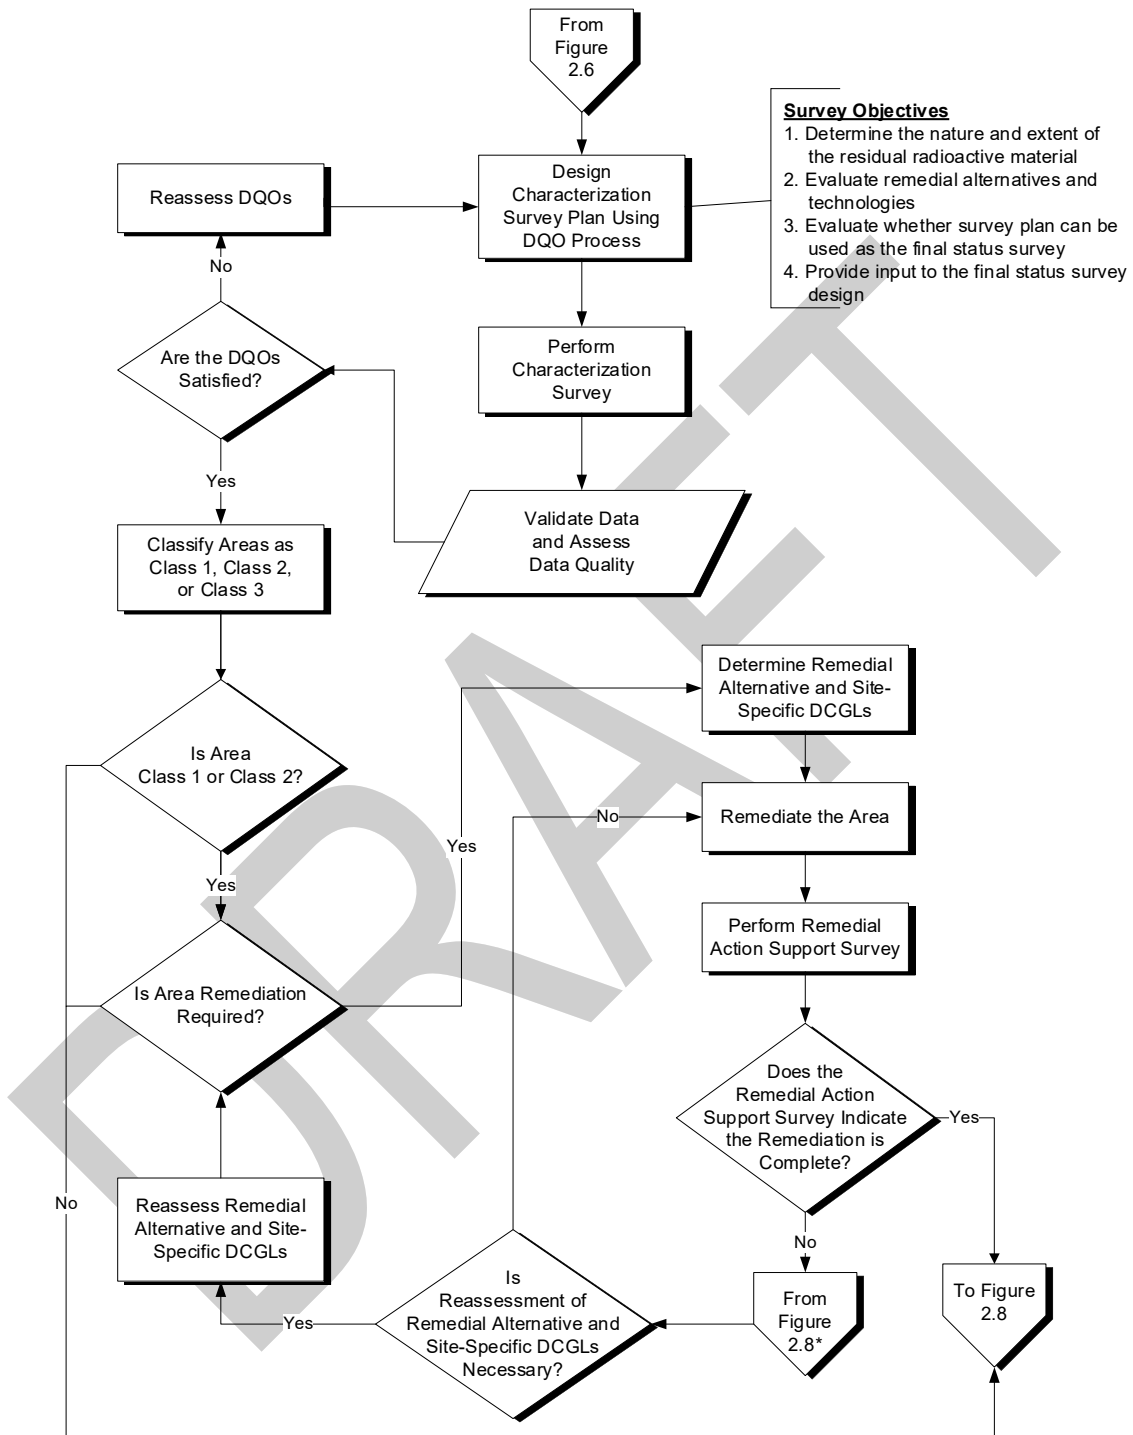 From
Figure
2.6
Survey Objectives
1. Determine the nature and extent of
the residual radioactive material
2. Evaluate remedial alternatives and
technologies
3. Evaluate whether survey plan can be
used as the final status survey
4. Provide input to the final status survey
design
Reassess DQOs
Design
Characterization
Survey Plan Using
DQO Process
No
Are the DQOs
Satisfied?
Perform
Characterization
Survey
Yes
Validate Data
and Assess
Data Quality
Classify Areas as
Class 1, Class 2,
or Class 3
Determine Remedial
Alternative and Site-
Specific DCGLs
Is Area
Class 1 or Class 2?
No
Remediate the Area
Yes
Yes
Perform Remedial
Action Support Survey
Is Area Remediation
Required?
Does the
Remedial Action
Support Survey Indicate
the Remediation is
Complete?
Yes
No
Reassess Remedial
Alternative and Site-
Specific DCGLs
No
Is
Reassessment of
Remedial Alternative and
Site-Specific DCGLs
Necessary?
Yes
From
Figure
2.8*
To Figure
2.8
DRAFT